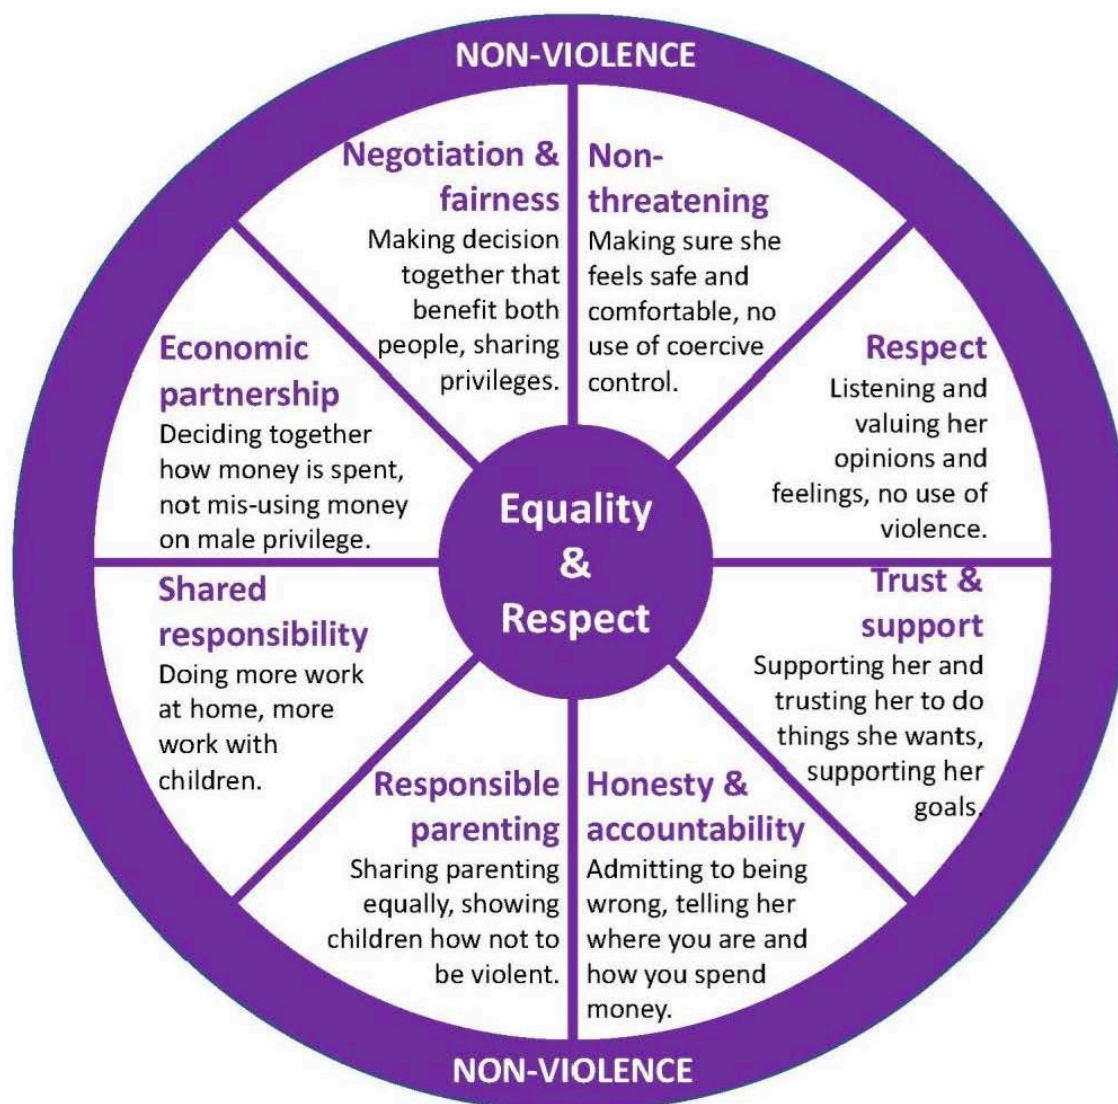 NON-VIOLENCE
Negotiation &
fairness
Making decision
together that
benefit both
people, sharing
privileges.
Non-
threatening
Making sure she
feels safe and
comfortable, no
use of coercive
control.
Respect
Listening and
valuing her
opinions and
feelings, no use of
violence.
Trust &
support
Supporting her and
trusting her to do
things she wants,
supporting her
goals.
Honesty &
accountability
Admitting to being
wrong, telling her
where you are and
how you spend
money.
Responsible
parenting
Sharing parenting
equally, showing
children how not to
be violent.
Shared
responsibility
Doing more work
at home, more
work with
children.
Economic
partnership
Deciding together
how money is spent,
not mis-using money
on male privilege.
Equality
&
Respect
NON-VIOLENCE